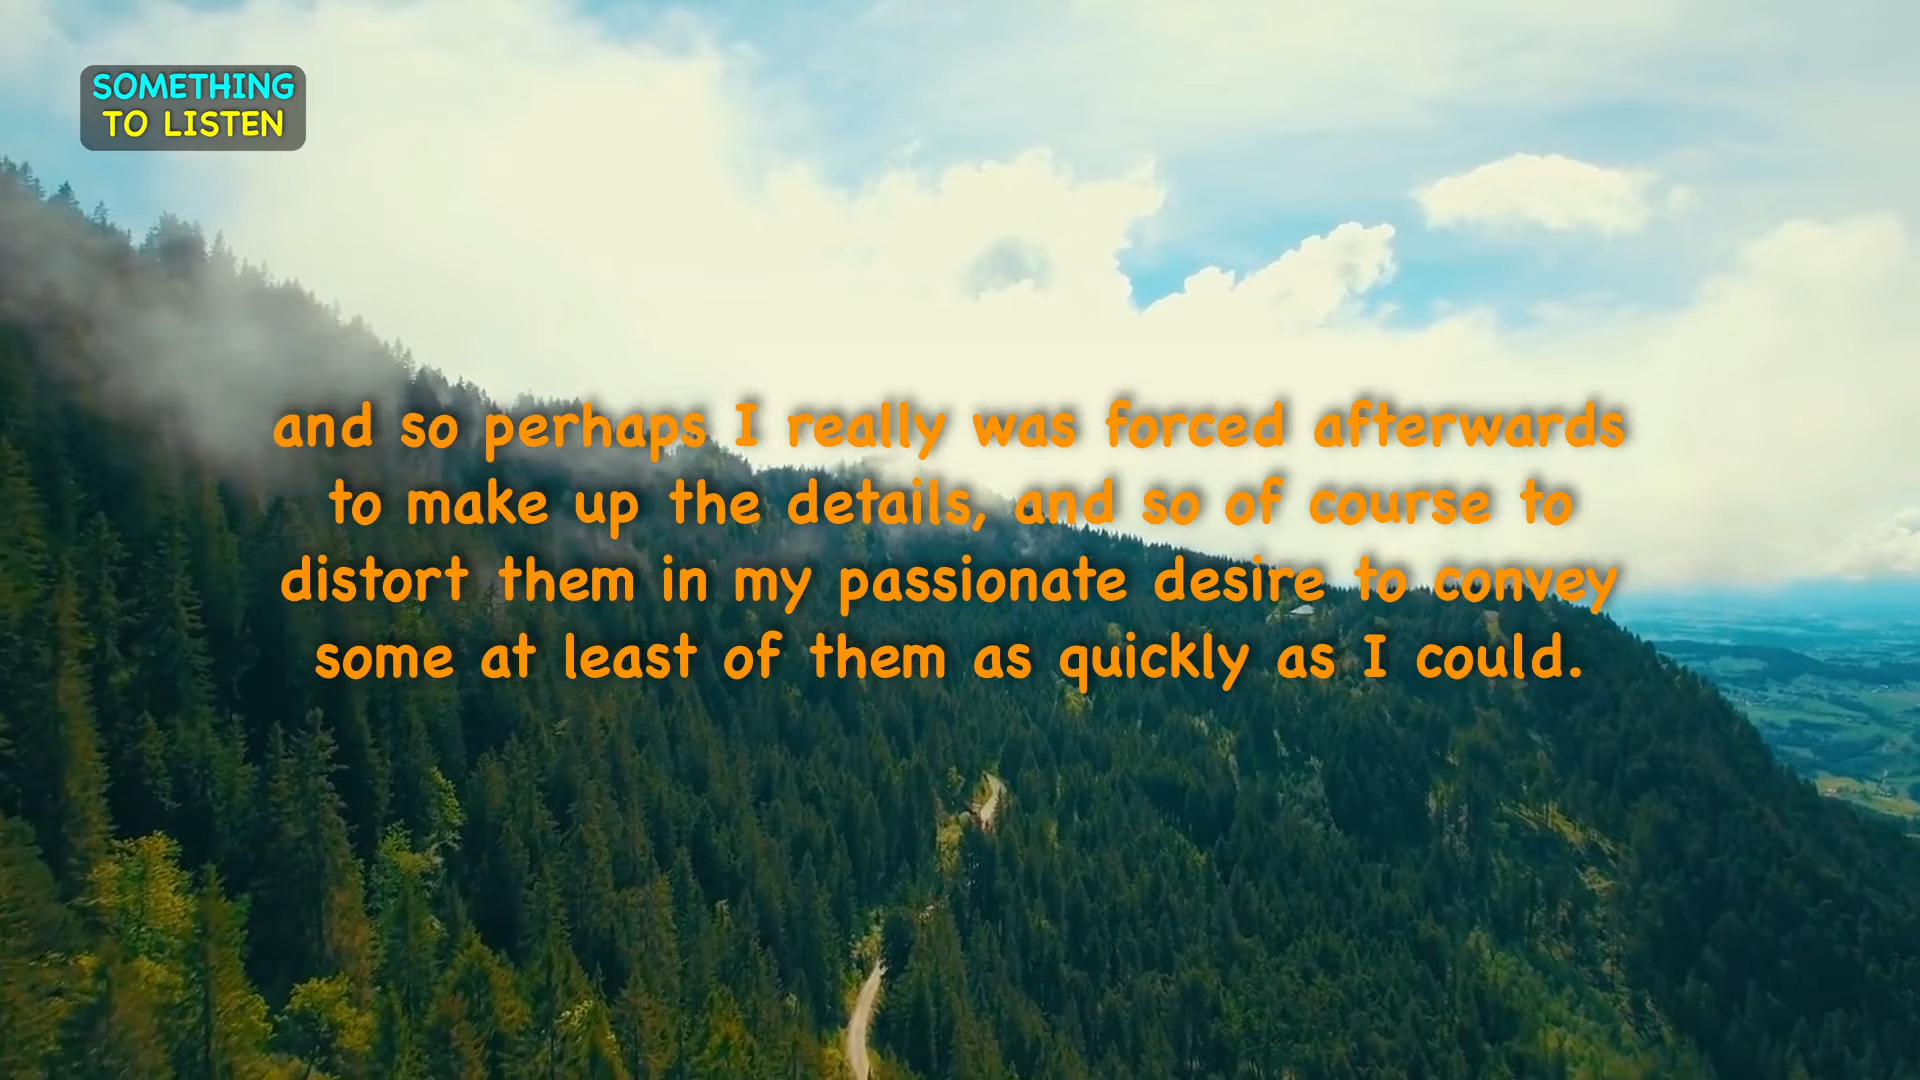 SOMETHING
TO LISTEN
and so perhaps I really was forced afterwards
to make up the details, and so of course to
distort them in my passionate desire to convey
some at least of them as quickly as I could.